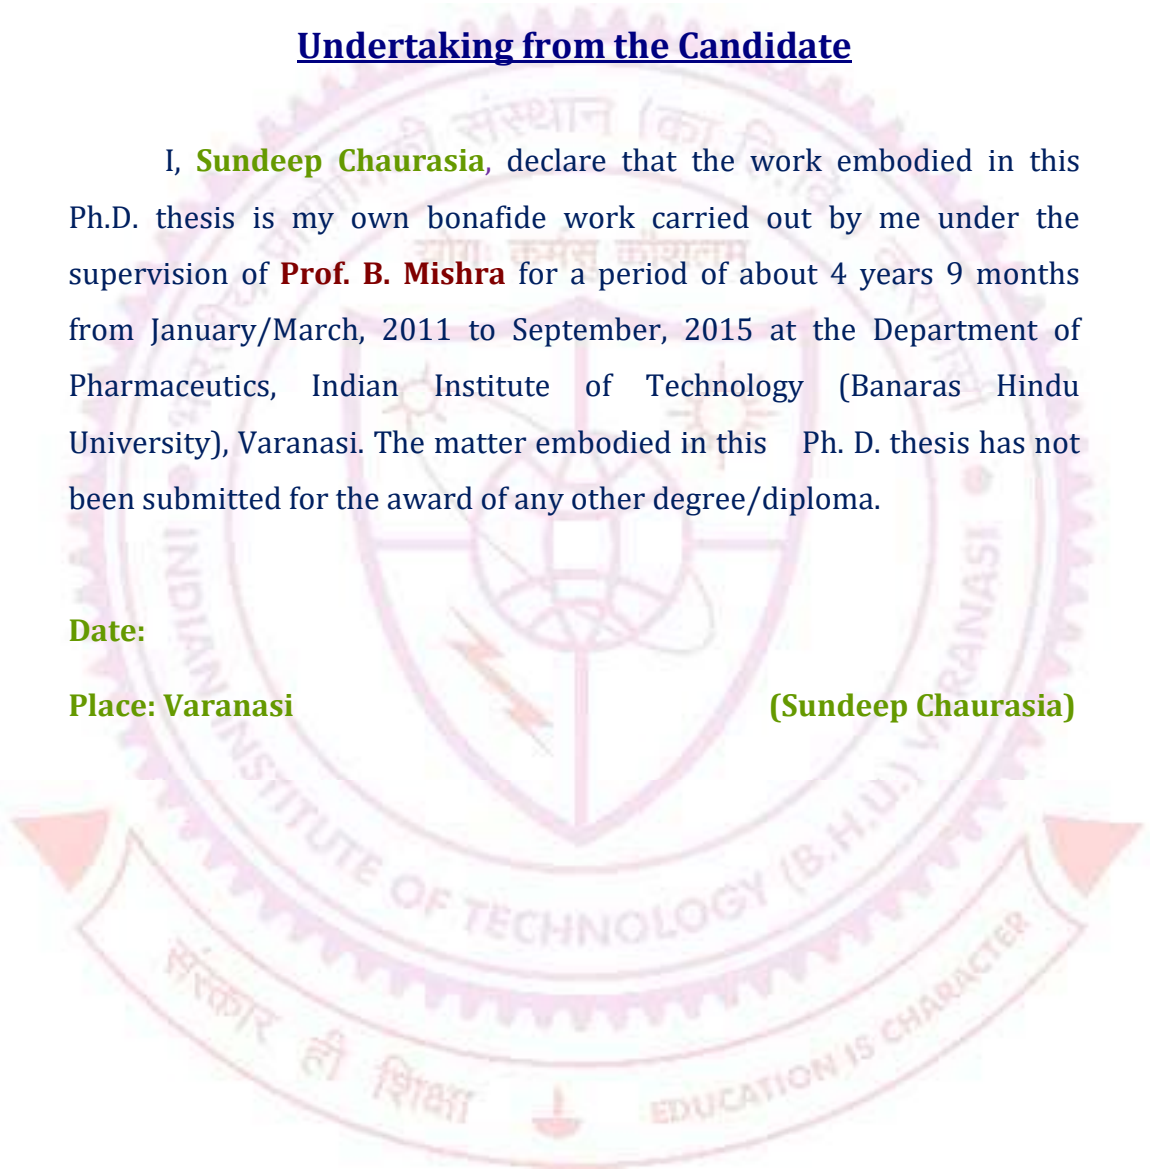 Undertaking from the Candidate
I, Sundeep Chaurasia, declare that the work embodied in this
Ph.D. thesis is my own bonafide work carried out by me under the
supervision of Prof. B. Mishra for a period of about 4 years 9 months
from January/March, 2011 to September, 2015 at the Department of
Pharmaceutics, Indian Institute of Technology (Banaras Hindu
University), Varanasi. The matter embodied in this Ph. D. thesis has not
been submitted for the award of any other degree/diploma.
Date:
Place: Varanasi (Sundeep Chaurasia)
INDIAN INSTITUTE OF TECHNOLOGY (B.H.U.) VARANASI
संस्कार ही शिक्षा EDUCATION IS CHARACTER